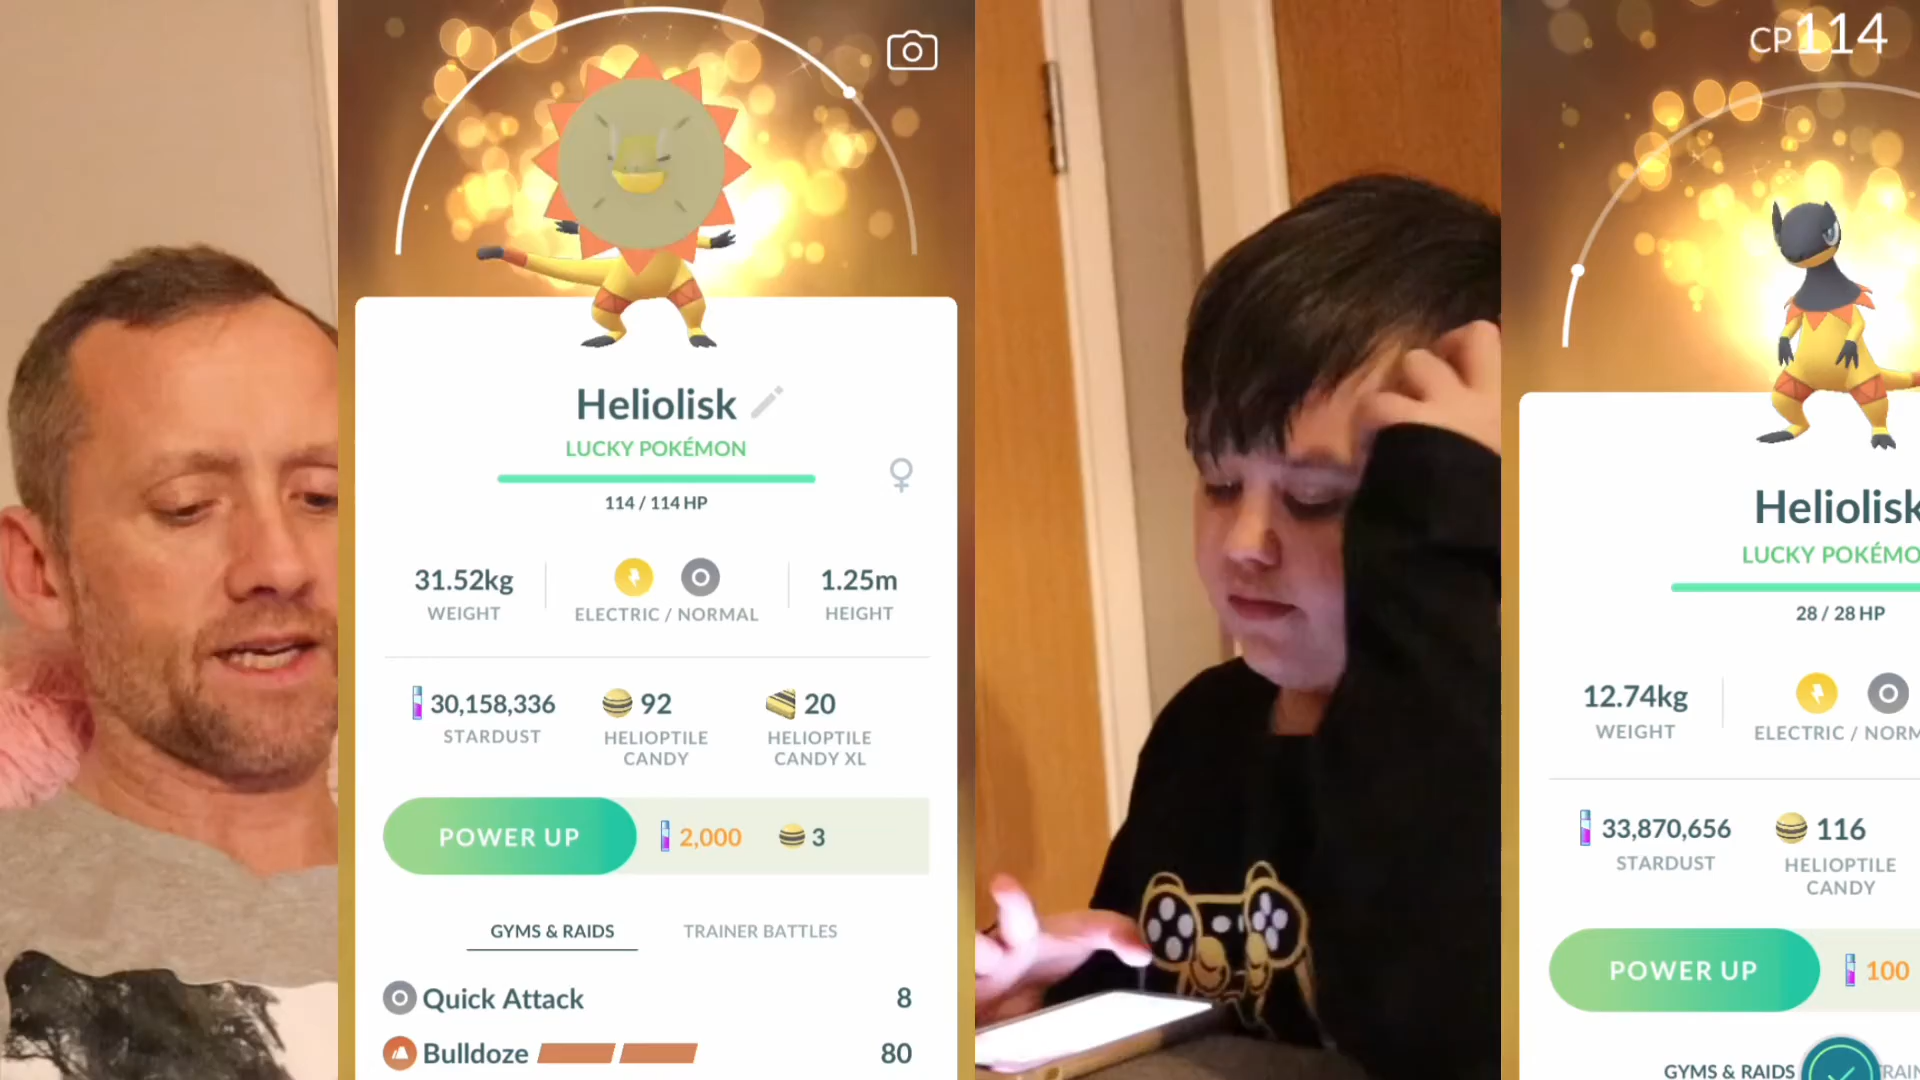 Heliolisk
LUCKY POKÉMON
114 / 114 HP
31.52kg
WEIGHT
ELECTRIC / NORMAL
1.25m
HEIGHT
30,158,336
STARDUST
92
HELIOPTILE
CANDY
20
HELIOPTILE
CANDY XL
POWER UP
2,000
3
GYMS & RAIDS
TRAINER BATTLES
Quick Attack
8
Bulldoze
80
CP114
Heliolisk
LUCKY POKÉMO
28 / 28 HP
12.74kg
WEIGHT
ELECTRIC / NORM
33,870,656
STARDUST
116
HELIOPTILE
CANDY
POWER UP
100
GYMS & RAIDS
RAIN